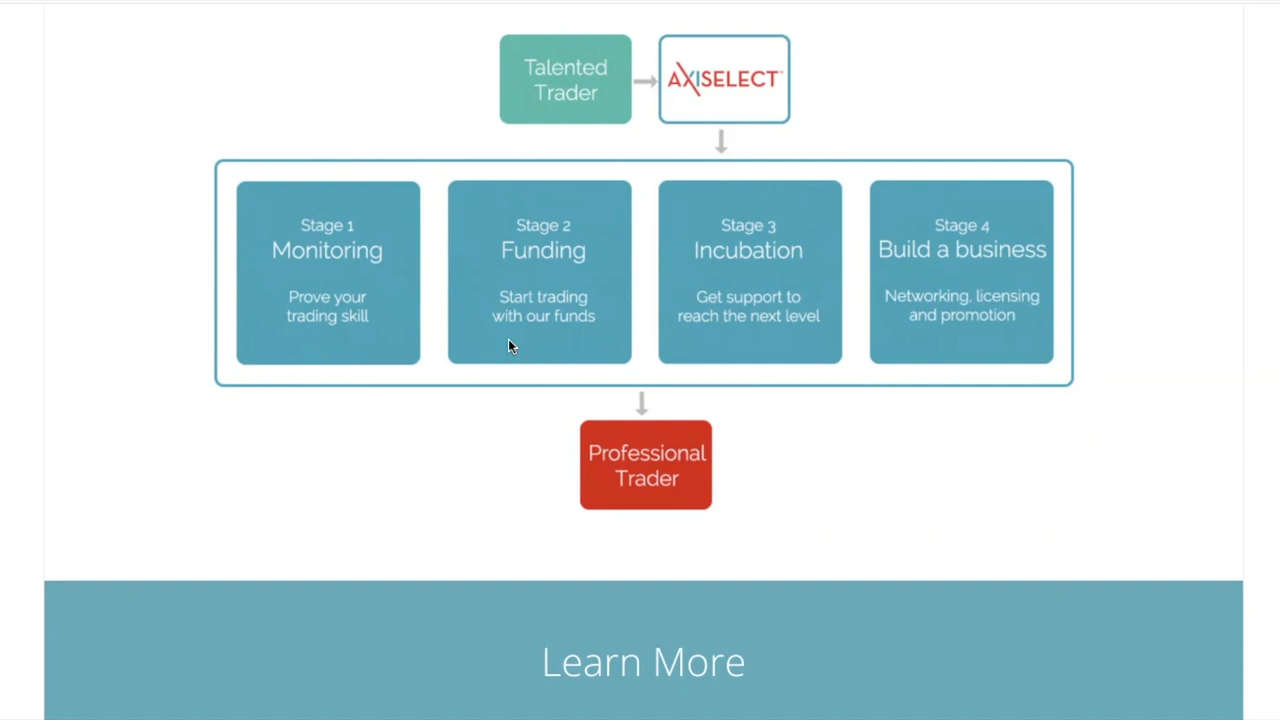 Talented
Trader
AXISELECT™
Stage 1
Monitoring
Prove your
trading skill
Stage 2
Funding
Start trading
with our funds
Stage 3
Incubation
Get support to
reach the next level
Stage 4
Build a business
Networking, licensing
and promotion
Professional
Trader
Learn More